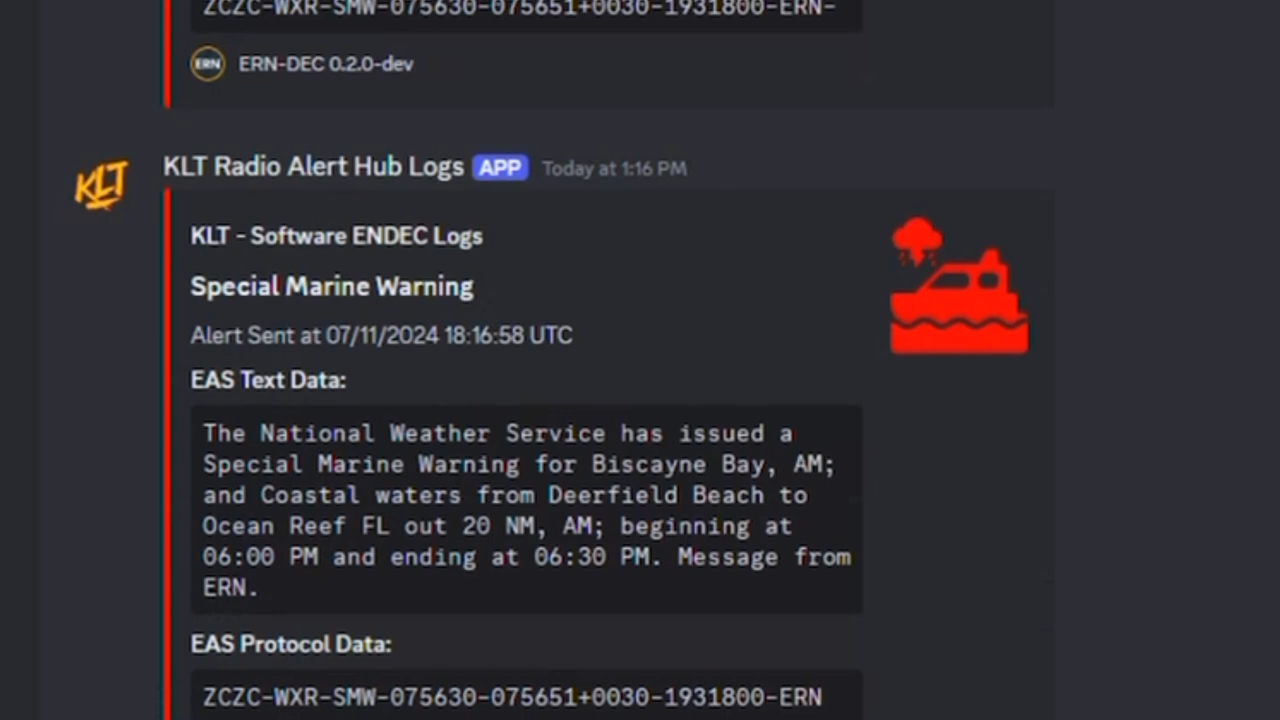 ZCZC-WXR-SMW-075630-075651+0030-1931800-ERN-
ERN ERN-DEC 0.2.0-dev
KLT KLT Radio Alert Hub Logs APP Today at 1:16 PM
KLT - Software ENDEC Logs
Special Marine Warning
Alert Sent at 07/11/2024 18:16:58 UTC
EAS Text Data:
The National Weather Service has issued a
Special Marine Warning for Biscayne Bay, AM;
and Coastal waters from Deerfield Beach to
Ocean Reef FL out 20 NM, AM; beginning at
06:00 PM and ending at 06:30 PM. Message from
ERN.
EAS Protocol Data:
ZCZC-WXR-SMW-075630-075651+0030-1931800-ERN